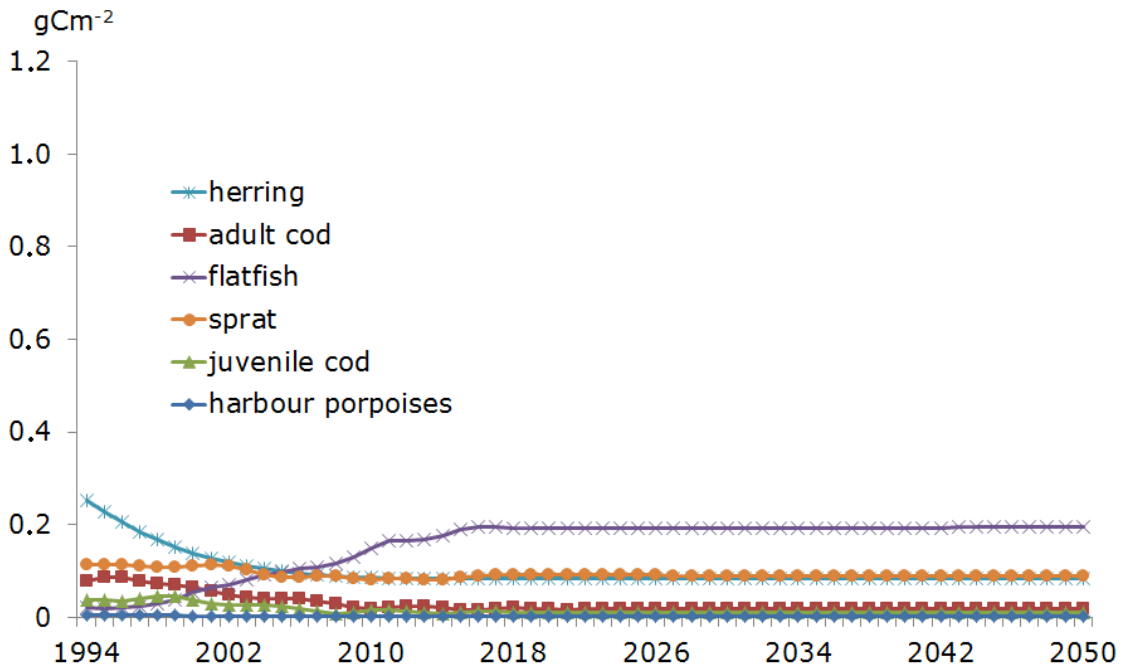 gCm-2
1.2
1.0
0.8
0.6
0.4
0.2
0
herring
adult cod
flatfish
sprat
juvenile cod
harbour porpoises
1994 2002 2010 2018 2026 2034 2042 2050